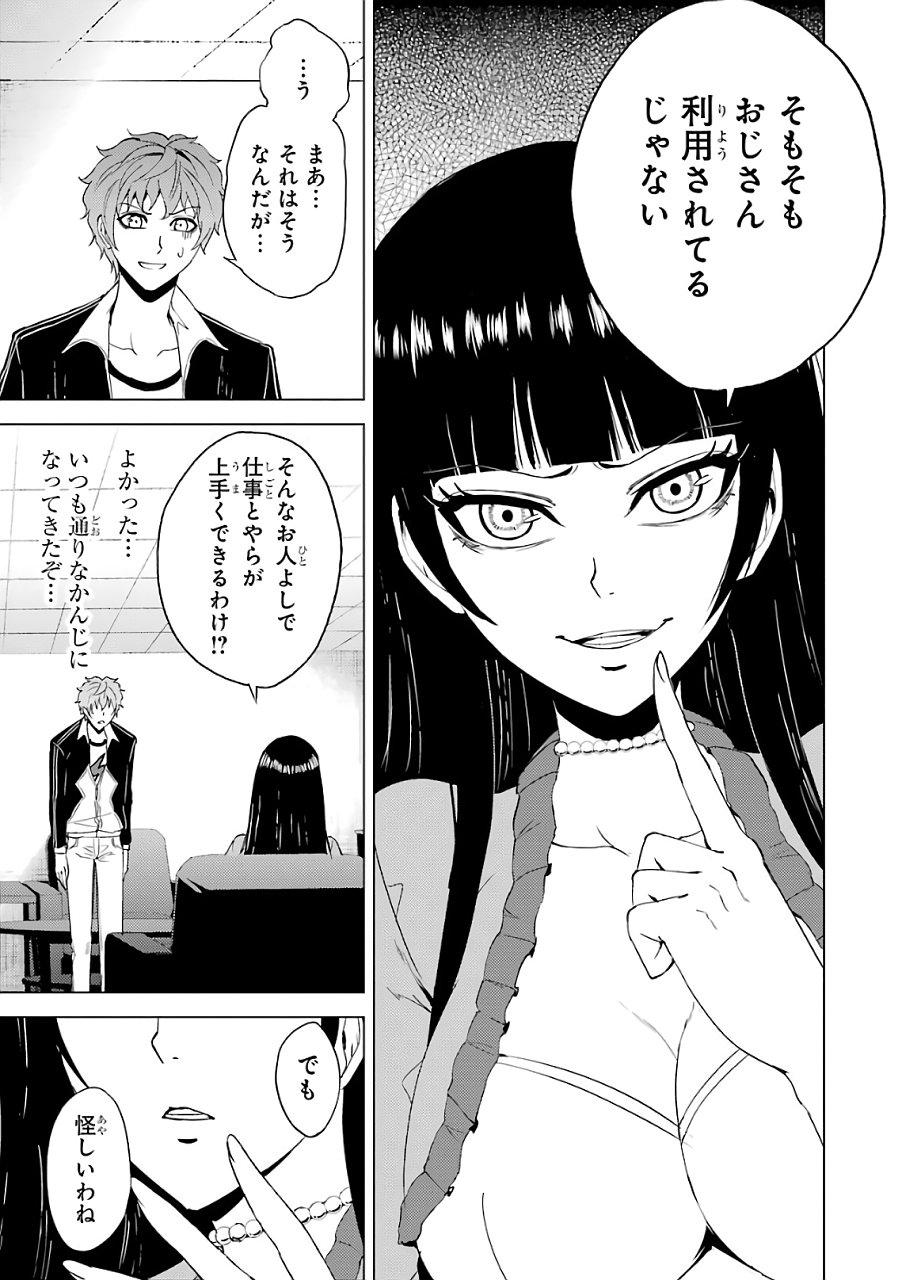 そもそも
おじさん
利用されてる
じゃない
…う
まあ…
それはそう
なんだが…
そんなお人よしで
仕事とやらが
上手くできるわけ!?
よかった…
いつも通りなかんじに
なってきたぞ…
でも
怪しいわね